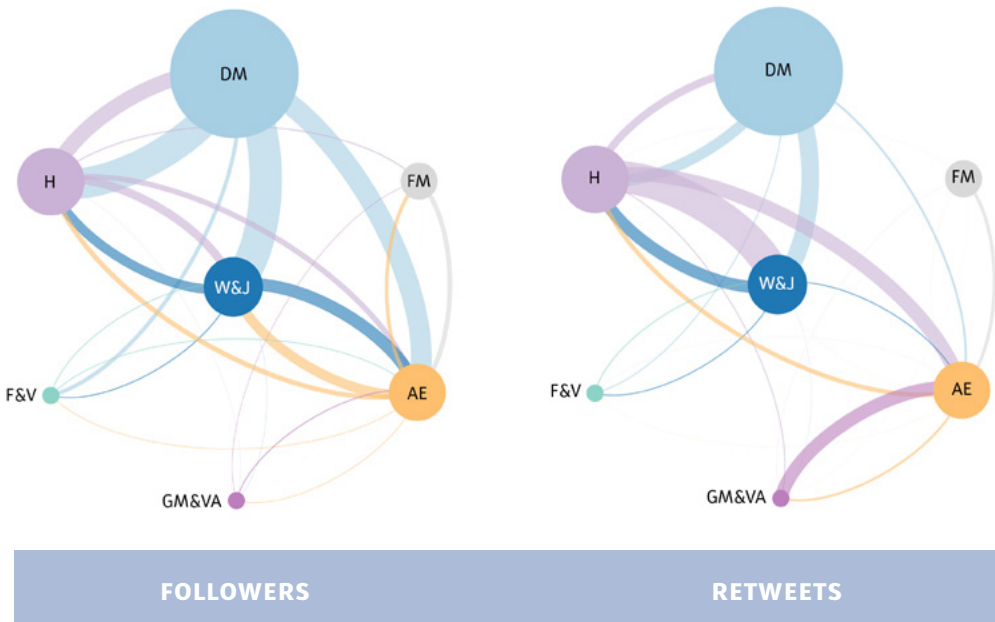 DM
H
FM
W&J
F&V
AE
GM&VA
DM
H
FM
W&J
F&V
AE
GM&VA
FOLLOWERS
RETWEETS